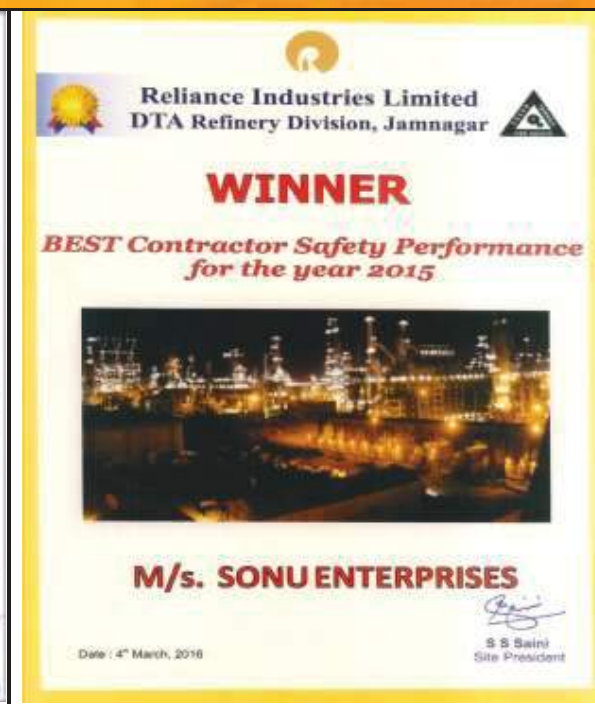 Reliance Industries Limited
DTA Refinery Division, Jamnagar
WINNER
BEST Contractor Safety Performance
for the year 2015
M/s. SONU ENTERPRISES
S S Saini
Site President
Date : 4th March, 2016